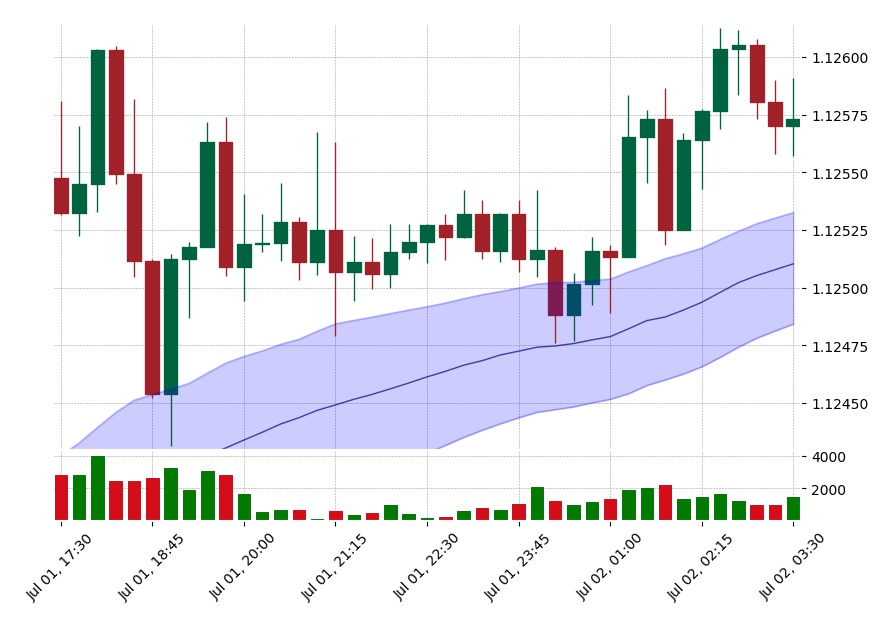 1.12600
1.12575
1.12550
1.12525
1.12500
1.12475
1.12450
4000
2000
Jul 01, 17:30
Jul 01, 18:45
Jul 01, 20:00
Jul 01, 21:15
Jul 01, 22:30
Jul 01, 23:45
Jul 02, 01:00
Jul 02, 02:15
Jul 02, 03:30